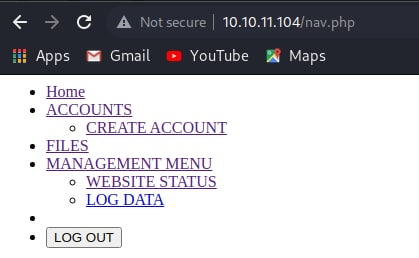 Not secure | 10.10.11.104/nav.php
Apps Gmail YouTube Maps
Home
ACCOUNTS
CREATE ACCOUNT
FILES
MANAGEMENT MENU
WEBSITE STATUS
LOG DATA
LOG OUT